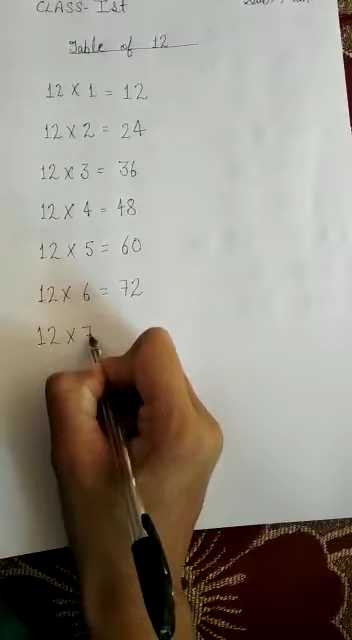 CLASS- Ist
Table of 12
12 × 1 = 12
12 × 2 = 24
12 × 3 = 36
12 × 4 = 48
12 × 5 = 60
12 × 6 = 72
12 × 7